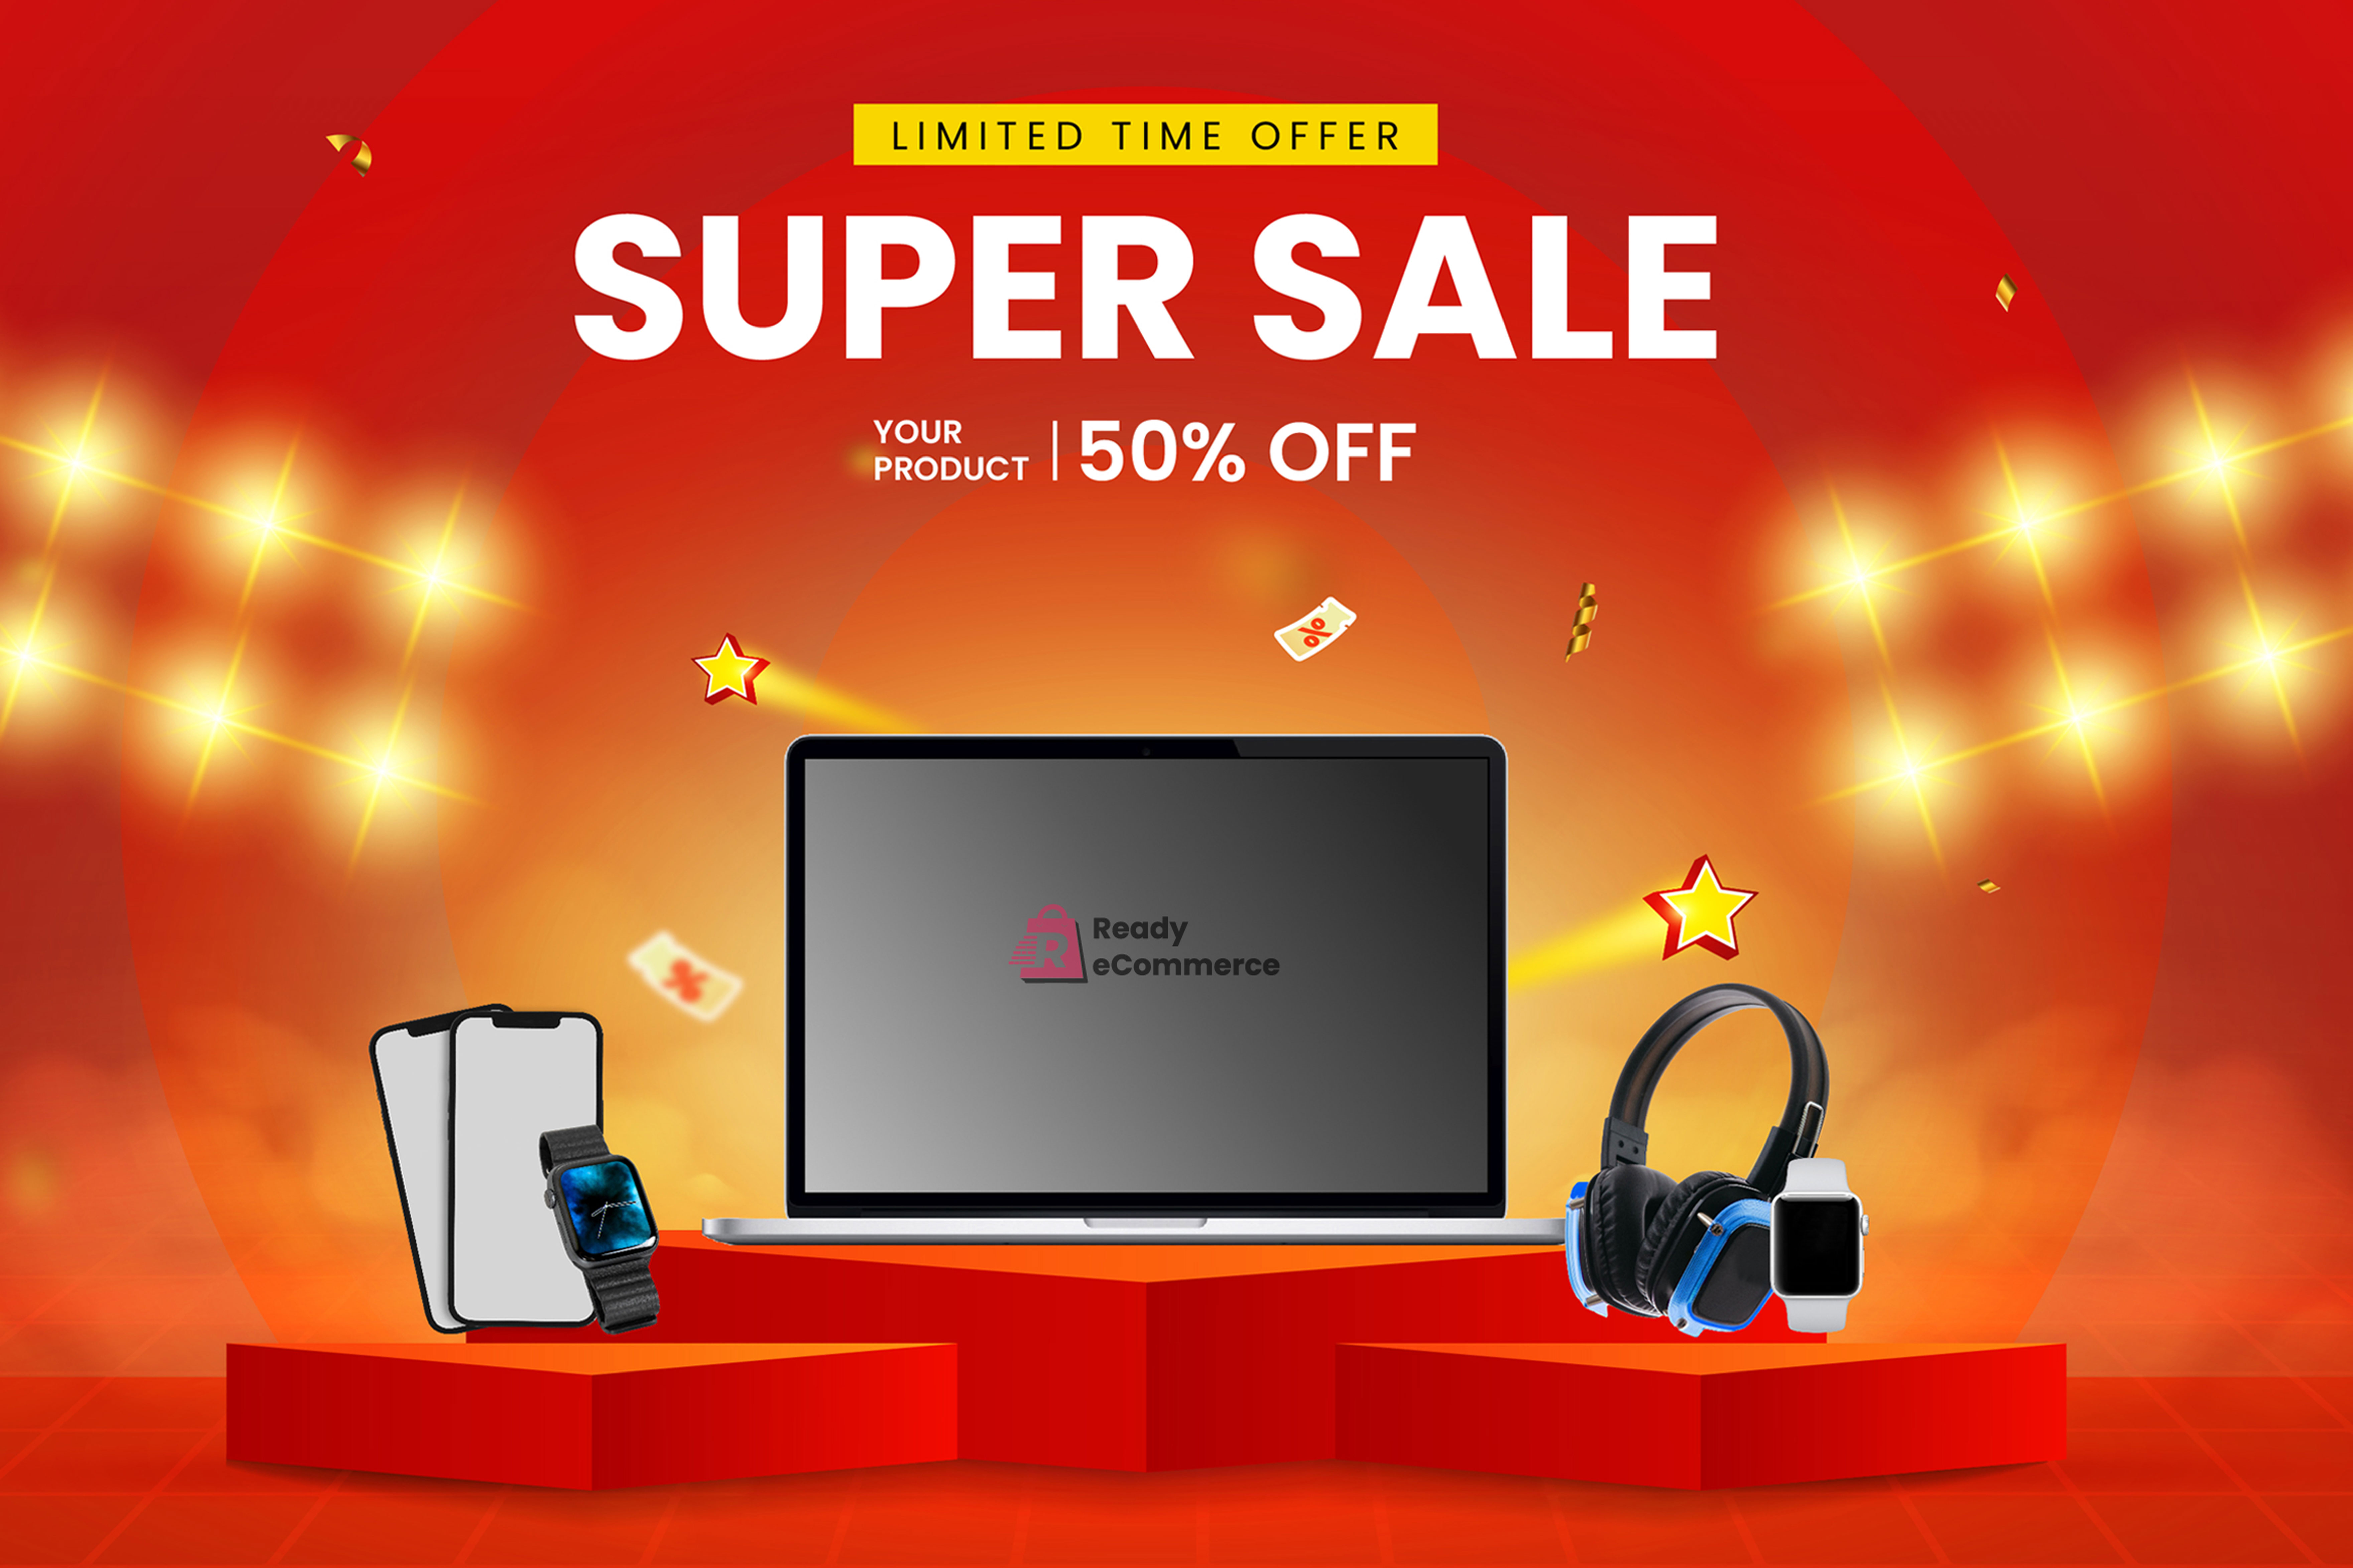 LIMITED TIME OFFER
SUPER SALE
YOUR
PRODUCT
50% OFF
%
Ready
eCommerce
R
%